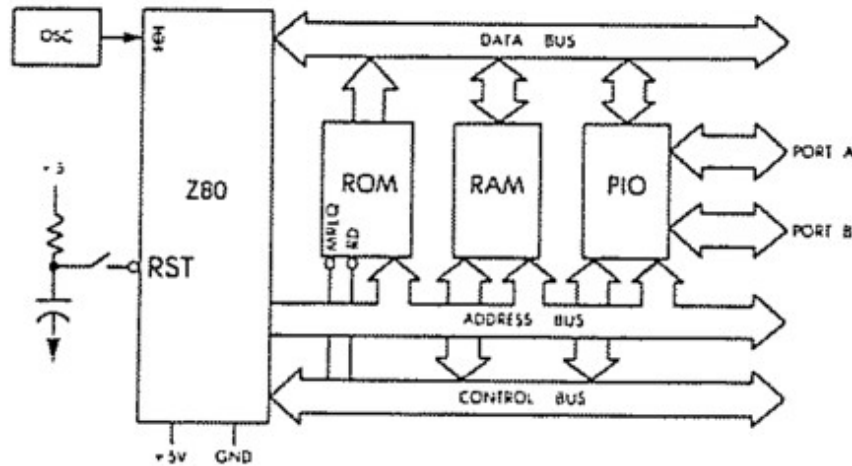 OSC
DATA BUS
+5
Z80
ROM
RAM
PIO
PORT A
PORT B
MREQ
RD
RST
ADDRESS BUS
CONTROL BUS
+5V
GND